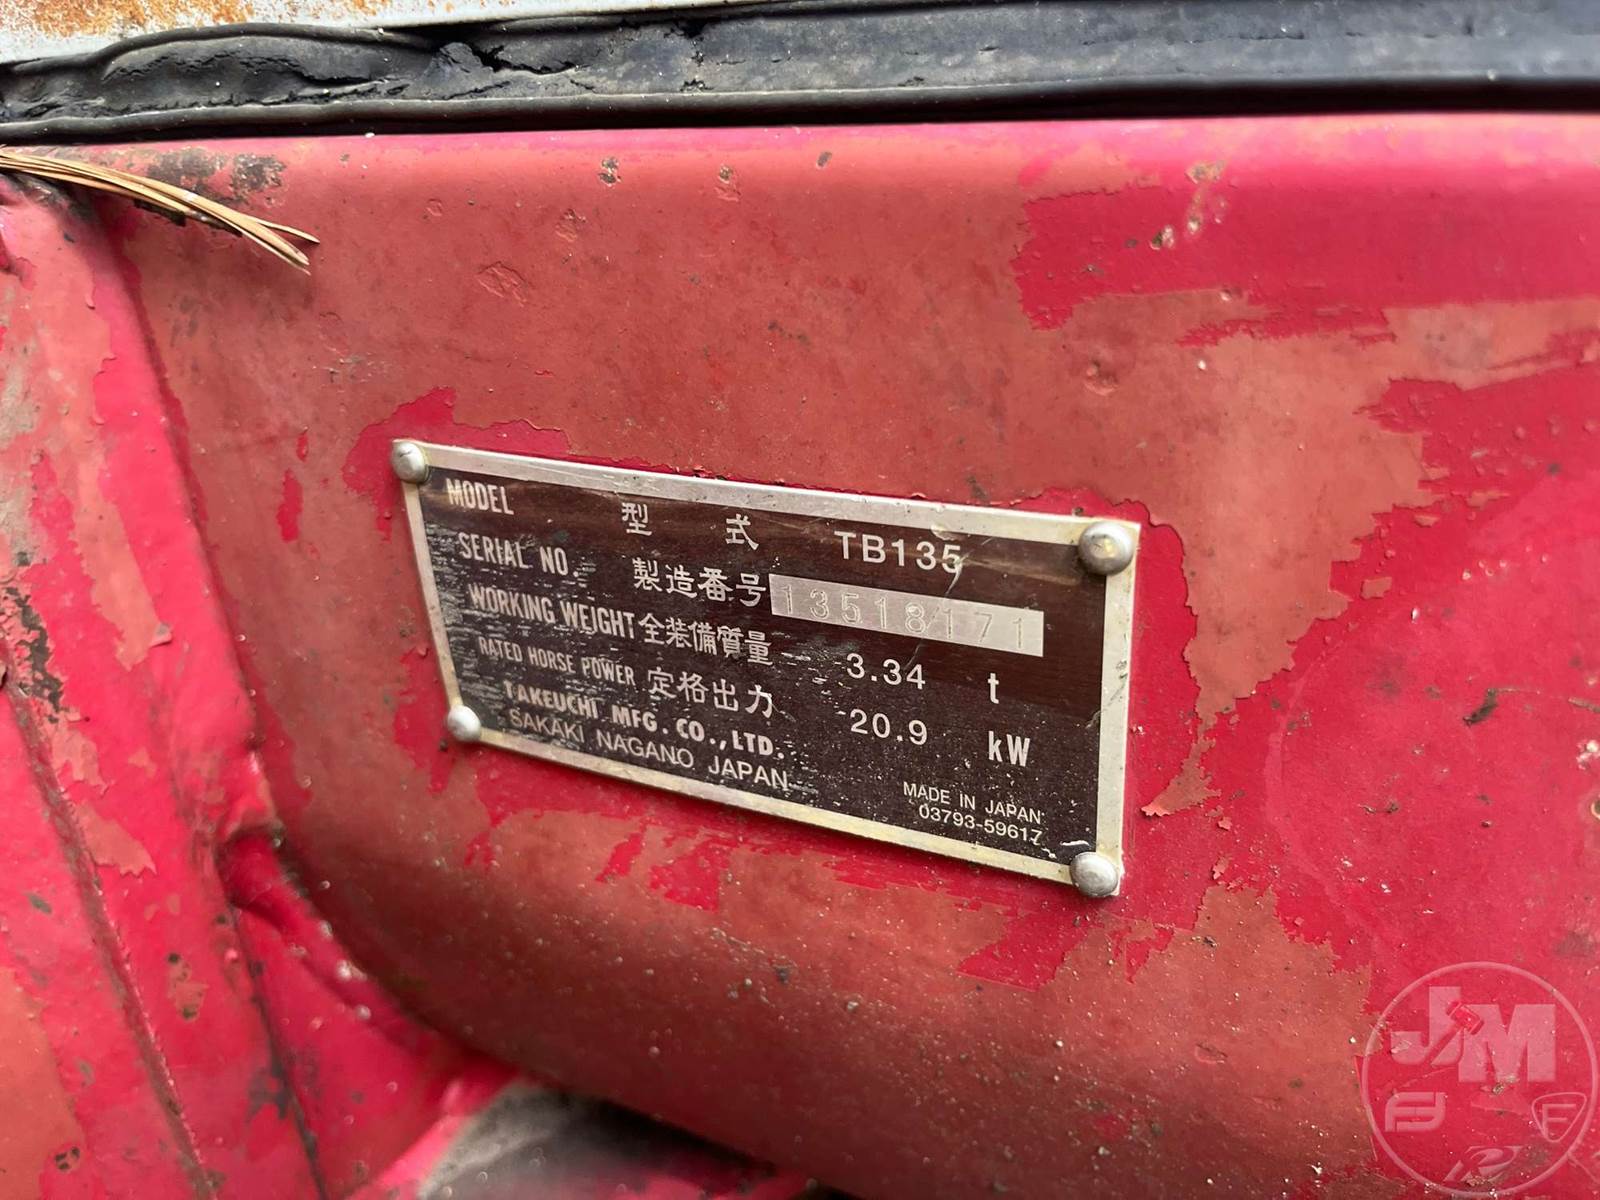 MODEL 型 式 TB135
SERIAL NO. 製造番号 13518171
WORKING WEIGHT 全装備質量 3.34 t
RATED HORSE POWER 定格出力 20.9 kW
TAKEUCHI MFG. CO., LTD.
SAKAKI NAGANO JAPAN
MADE IN JAPAN
03793-59617
J M